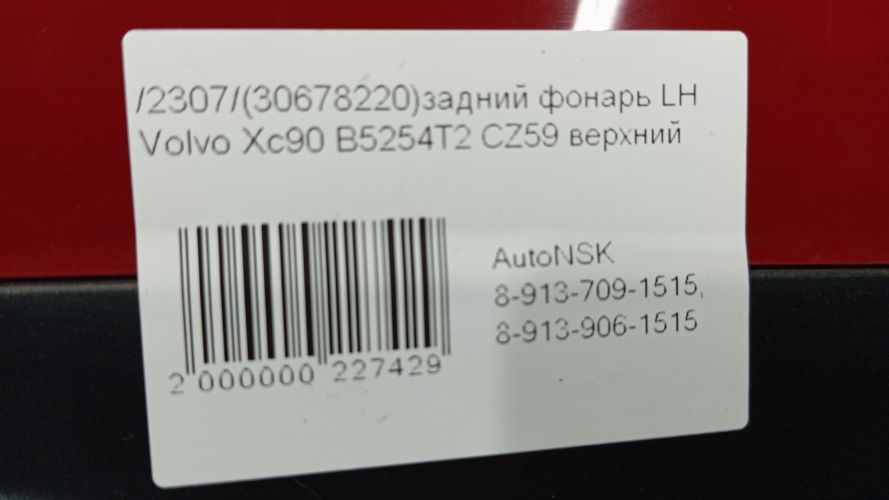 /2307/(30678220)задний фонарь LH
Volvo Xc90 B5254T2 CZ59 верхний
AutoNSK
8-913-709-1515,
8-913-906-1515
2 000000 227429